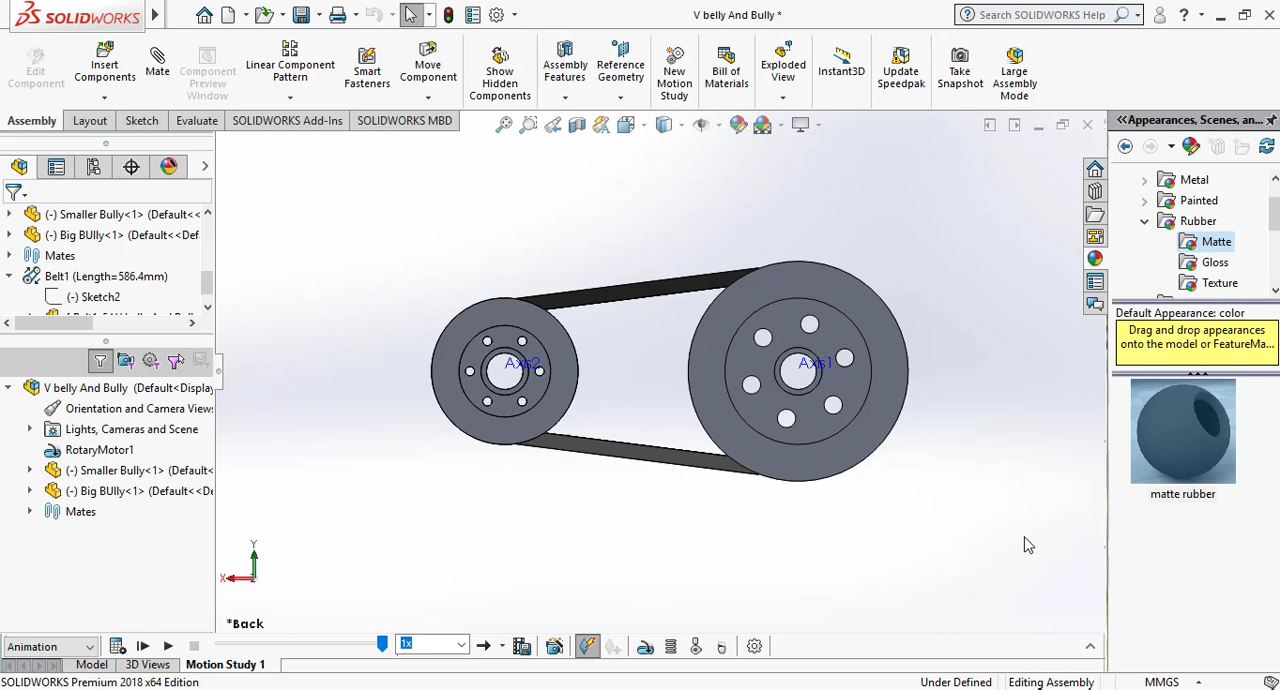 SOLIDWORKS
V belly And Bully *
Search SOLIDWORKS Help
?
Edit
Component
Insert
Components
Mate
Component
Preview
Window
Linear Component
Pattern
Smart
Fasteners
Move
Component
Show
Hidden
Components
Assembly
Features
Reference
Geometry
New
Motion
Study
Bill of
Materials
Exploded
View
Instant3D
Update
Speedpak
Take
Snapshot
Large
Assembly
Mode
Assembly
Layout
Sketch
Evaluate
SOLIDWORKS Add-Ins
SOLIDWORKS MBD
Appearances, Scenes, an...
(-) Smaller Bully<1> (Default<<
(-) Big BUlly<1> (Default<<Def
Mates
Belt1 (Length=586.4mm)
(-) Sketch2
V belly And Bully (Default<Display
Orientation and Camera Views
Lights, Cameras and Scene
RotaryMotor1
(-) Smaller Bully<1> (Default<
(-) Big BUlly<1> (Default<<De
Mates
Axis2
Axis1
Y
X
*Back
Metal
Painted
Rubber
Matte
Gloss
Texture
Default Appearance: color
Drag and drop appearances
onto the model or FeatureMa...
matte rubber
Animation
1x
Model
3D Views
Motion Study 1
SOLIDWORKS Premium 2018 x64 Edition
Under Defined
Editing Assembly
MMGS